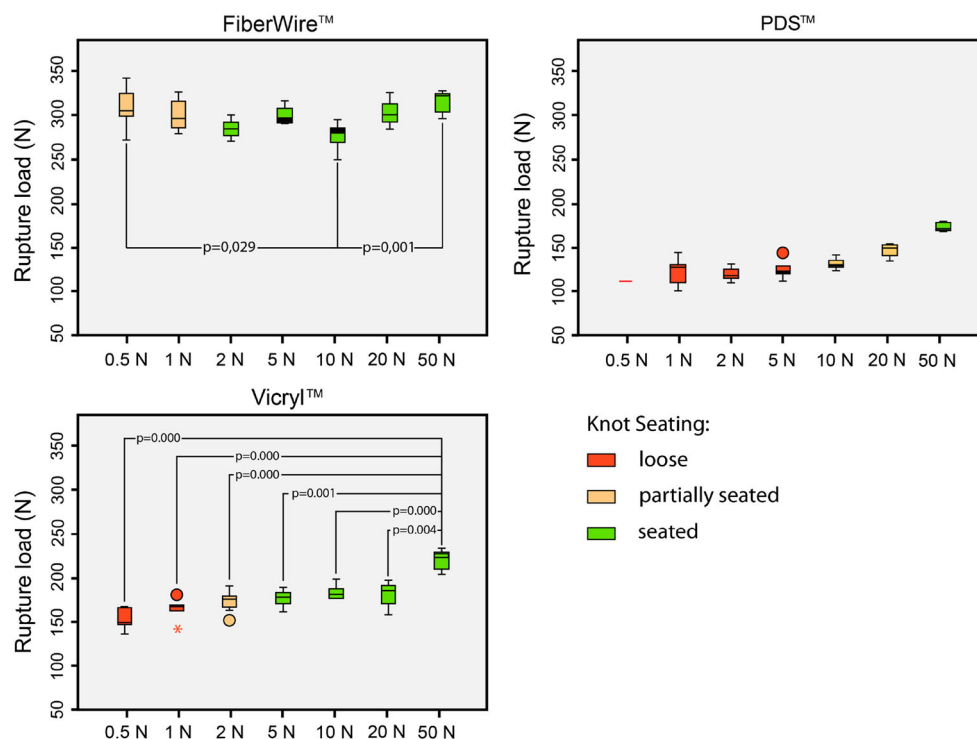 FiberWire™
Rupture load (N)
350
300
250
200
150
100
50
p=0,029
p=0,001
0.5 N 1 N 2 N 5 N 10 N 20 N 50 N
PDS™
Rupture load (N)
350
300
250
200
150
100
50
0.5 N 1 N 2 N 5 N 10 N 20 N 50 N
Vicryl™
Rupture load (N)
350
300
250
200
150
100
50
p=0.000
p=0.000
p=0.000
p=0.001
p=0.000
p=0.004
*
0.5 N 1 N 2 N 5 N 10 N 20 N 50 N
Knot Seating:
loose
partially seated
seated